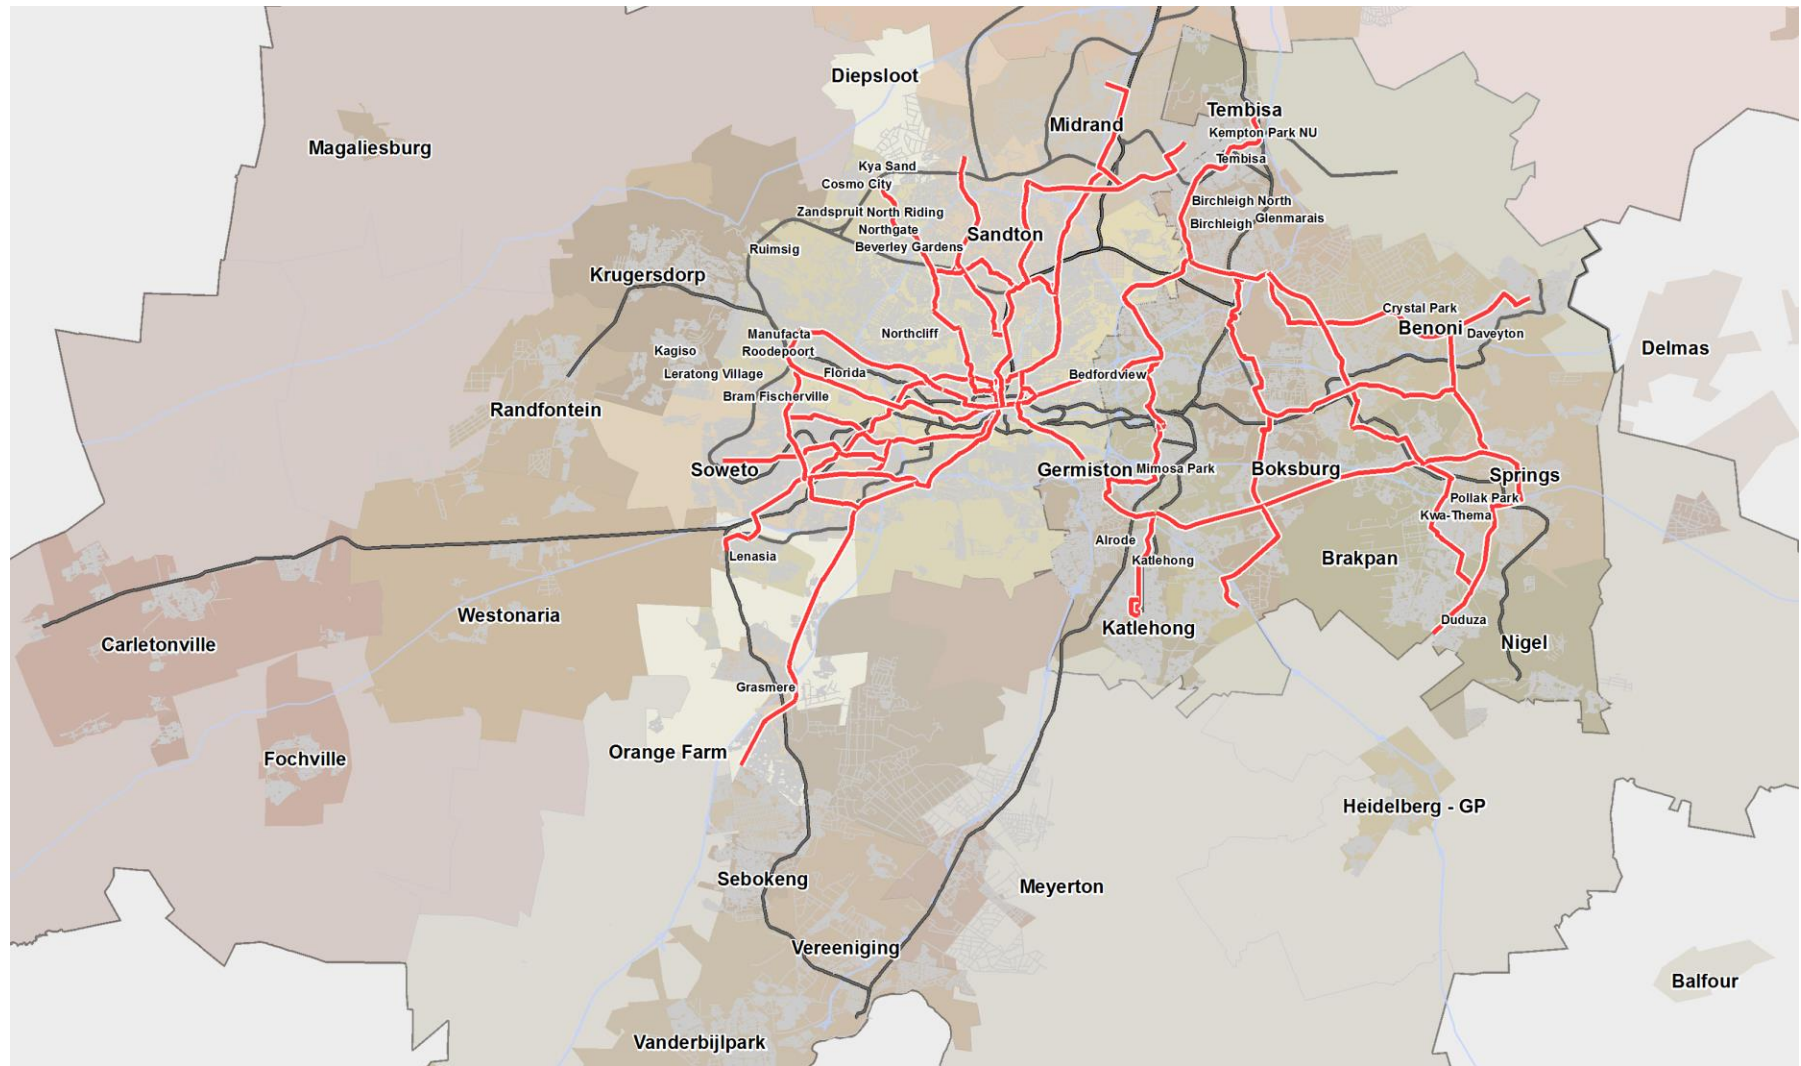 Diepsloot
Tembisa
Midrand
Kempton Park NU
Magaliesburg
Tembisa
Kya Sand
Cosmo City
Birchleigh North
Zandspruit North Riding
Glenmarais
Birchleigh
Northgate
Sandton
Beverley Gardens
Ruimsig
Krugersdorp
Crystal Park
Benoni
Daveyton
Manufacta
Northcliff
Delmas
Kagiso
Roodepoort
Leratong Village
Florida
Bedfordview
Bram Fischerville
Randfontein
Soweto
Germiston
Mimosa Park
Boksburg
Springs
Pollak Park
Kwa-Thema
Alrode
Lenasia
Katlehong
Brakpan
Westonaria
Duduza
Katlehong
Carletonville
Nigel
Grasmere
Orange Farm
Fochville
Heidelberg - GP
Sebokeng
Meyerton
Vereeniging
Balfour
Vanderbijlpark